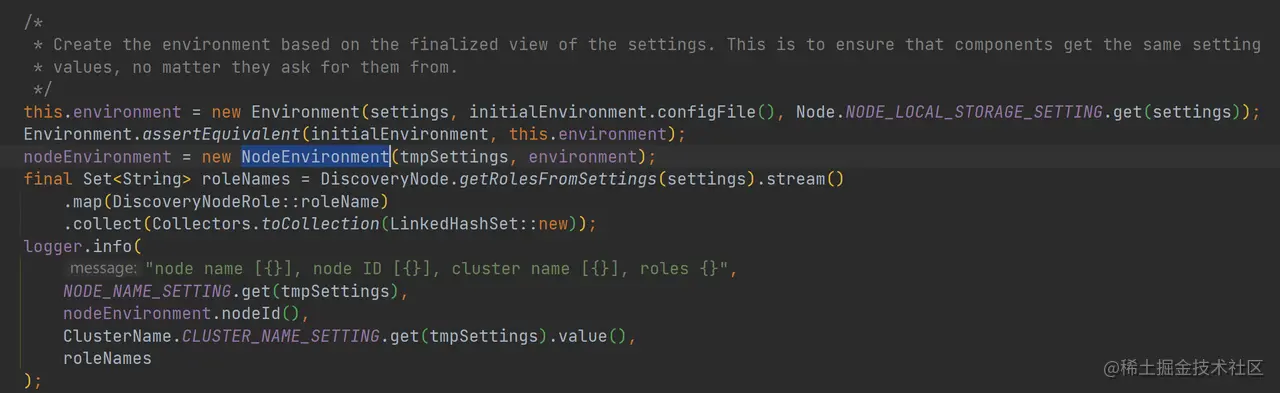 /*
 * Create the environment based on the finalized view of the settings. This is to ensure that components get the same setting
 * values, no matter they ask for them from.
 */
this.environment = new Environment(settings, initialEnvironment.configFile(), Node.NODE_LOCAL_STORAGE_SETTING.get(settings));
Environment.assertEquivalent(initialEnvironment, this.environment);
nodeEnvironment = new NodeEnvironment(tmpSettings, environment);
final Set<String> roleNames = DiscoveryNode.getRolesFromSettings(settings).stream()
    .map(DiscoveryNodeRole::roleName)
    .collect(Collectors.toCollection(LinkedHashSet::new));
logger.info(
    message: "node name [{}], node ID [{}], cluster name [{}], roles {}",
    NODE_NAME_SETTING.get(tmpSettings),
    nodeEnvironment.nodeId(),
    ClusterName.CLUSTER_NAME_SETTING.get(tmpSettings).value(),
    roleNames
);
@稀土掘金技术社区